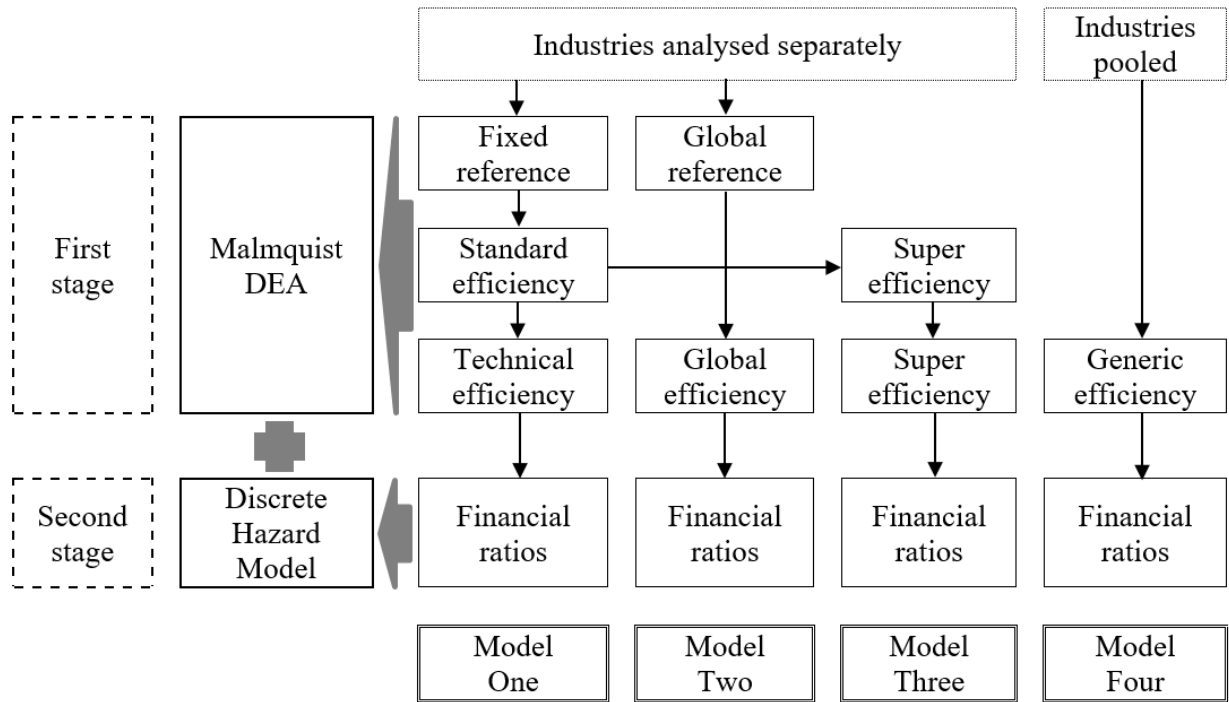 Industries analysed separately
Industries
pooled
Fixed
reference
Global
reference
First
stage
Malmquist
DEA
Standard
efficiency
Super
efficiency
Technical
efficiency
Global
efficiency
Super
efficiency
Generic
efficiency
Second
stage
Discrete
Hazard
Model
Financial
ratios
Financial
ratios
Financial
ratios
Financial
ratios
Model
One
Model
Two
Model
Three
Model
Four